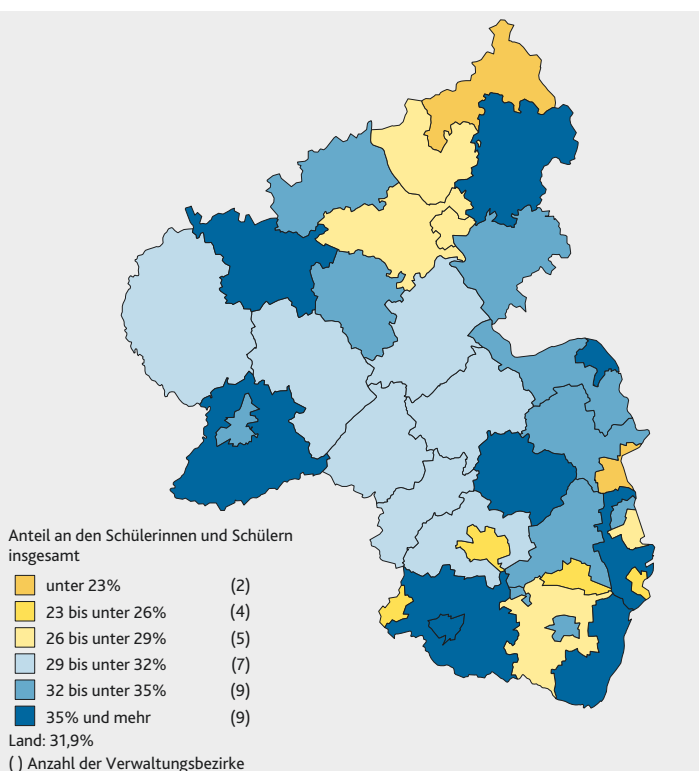 Anteil an den Schülerinnen und Schülern
insgesamt
unter 23% (2)
23 bis unter 26% (4)
26 bis unter 29% (5)
29 bis unter 32% (7)
32 bis unter 35% (9)
35% und mehr (9)
Land: 31,9%
( ) Anzahl der Verwaltungsbezirke